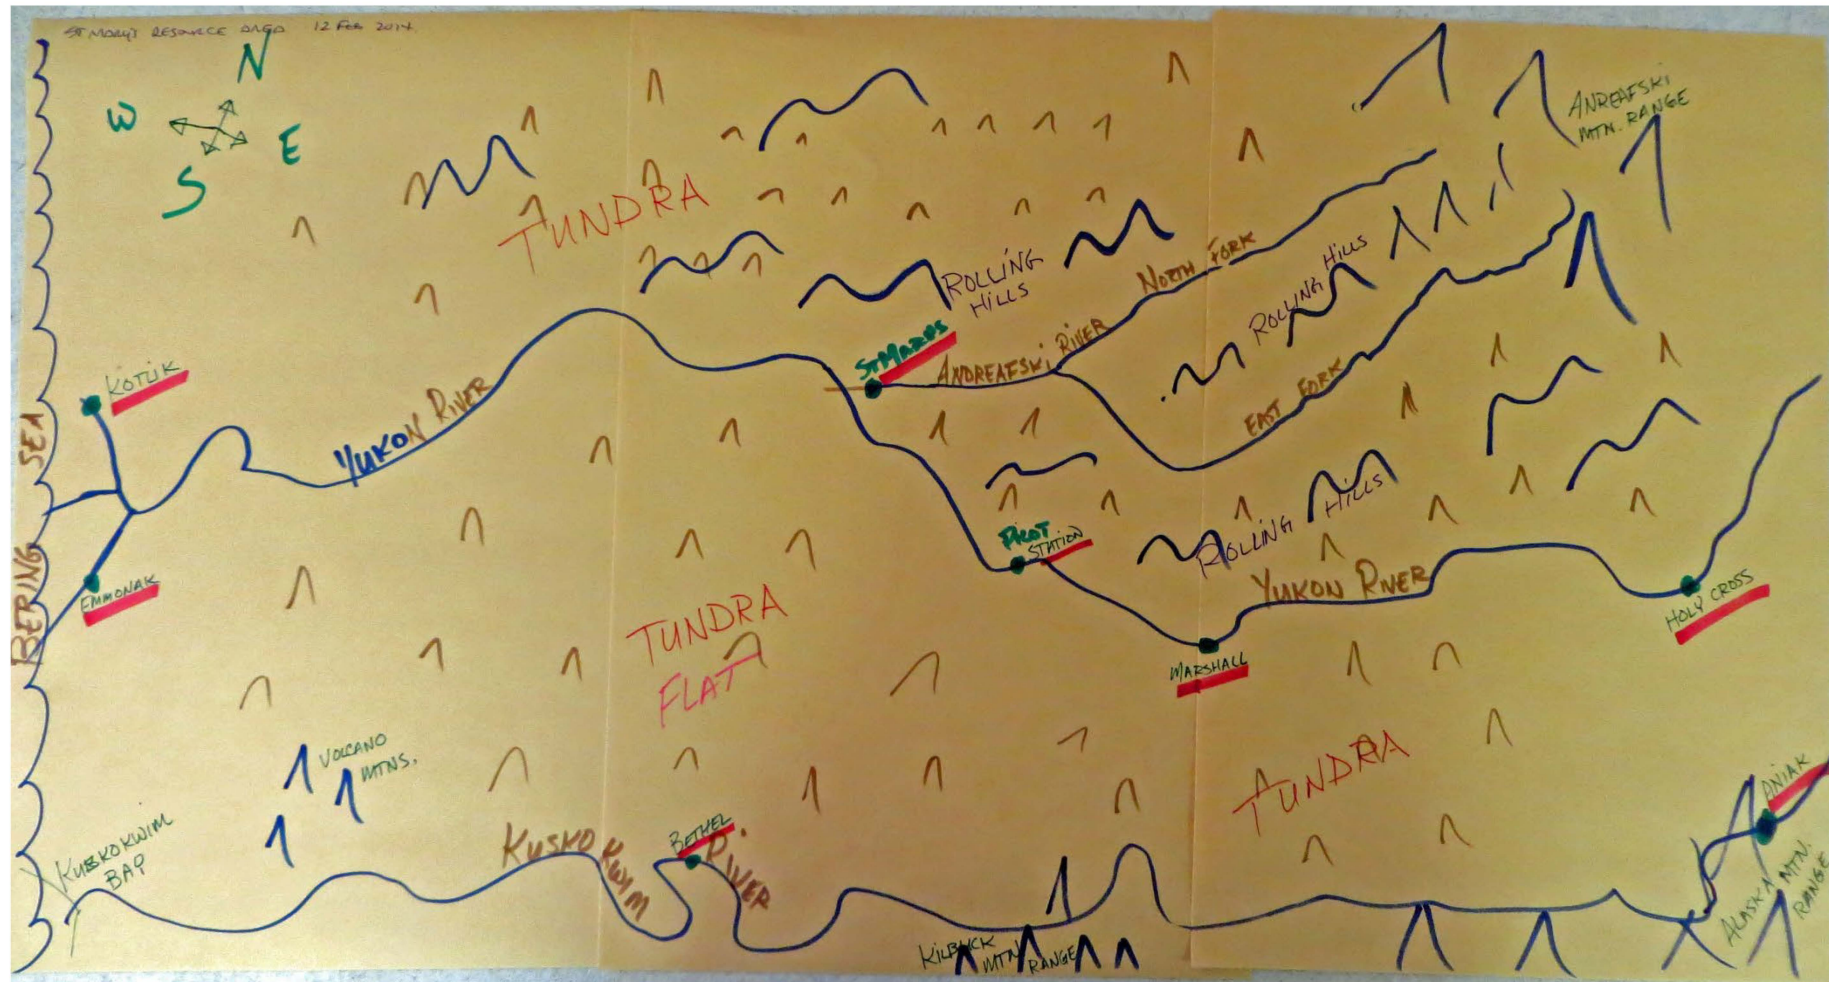 ST MARY'S RESOURCE AREA 12 FEB 2014.
N
W
E
S
ANREAFSKI
MTN. RANGE
TUNDRA
ROLLING
HILLS
NORTH FORK
ROLLING HILLS
ST MARYS
ANDREAFSKI RIVER
EAST FORK
KOTLIK
YUKON RIVER
BERING SEA
ROLLING HILLS
PILOT
STATION
YUKON RIVER
EMMONAK
HOLY CROSS
MARSHALL
TUNDRA
FLAT
VOLCANO
MTNS.
TUNDRA
ANIAK
KUSKOKWIM
BAY
KUSKOKWIM RIVER
BETHEL
KILBUCK
MTN RANGE
ALASKA MTN.
RANGE